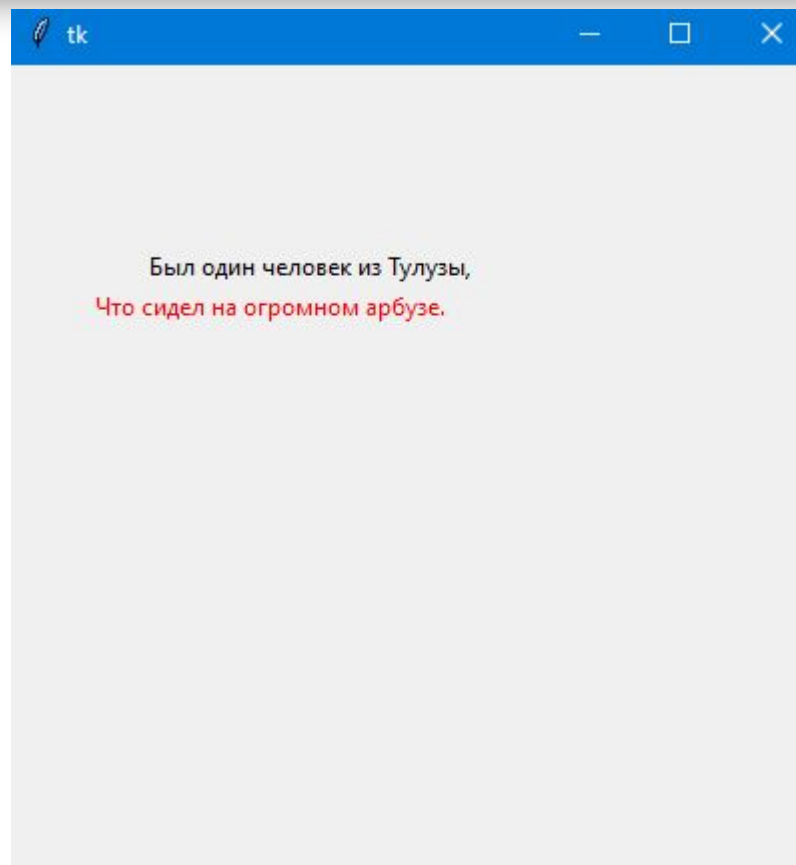 tk
Был один человек из Тулузы,
Что сидел на огромном арбузе.